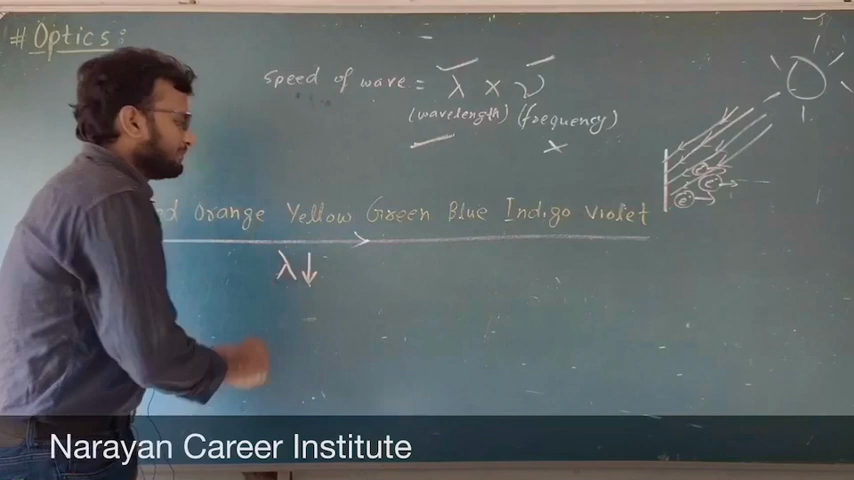 # Optics:
speed of wave = λ × ν
(wavelength) (frequency)
×
e
e
Orange Yellow Green Blue Indigo Violet
λ↓
Narayan Career Institute